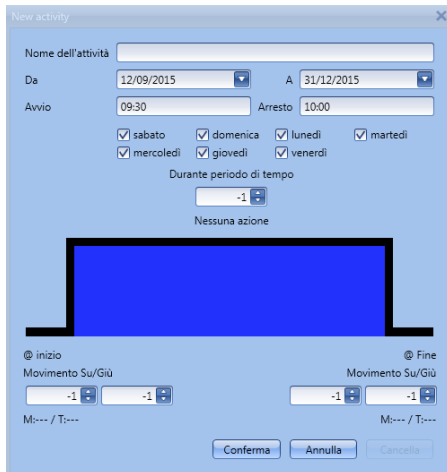 New activity
Nome dell'attività
Da 12/09/2015 A 31/12/2015
Avvio 09:30 Arresto 10:00
sabato domenica lunedì martedì
mercoledì giovedì venerdì
Durante periodo di tempo
-1
Nessuna azione
@ inizio @ Fine
Movimento Su/Giù Movimento Su/Giù
-1 -1 -1 -1
M:--- / T:--- M:--- / T:---
Conferma Annulla Cancella